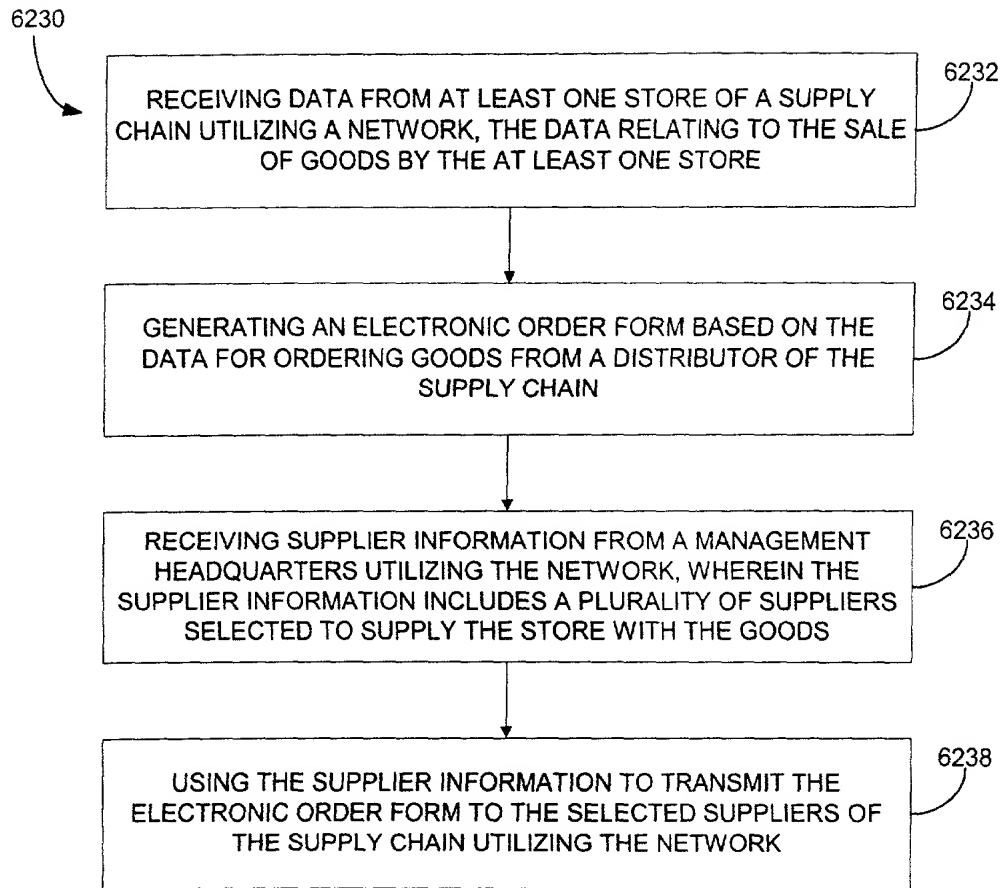 6230
6232
RECEIVING DATA FROM AT LEAST ONE STORE OF A SUPPLY
CHAIN UTILIZING A NETWORK, THE DATA RELATING TO THE SALE
OF GOODS BY THE AT LEAST ONE STORE
6234
GENERATING AN ELECTRONIC ORDER FORM BASED ON THE
DATA FOR ORDERING GOODS FROM A DISTRIBUTOR OF THE
SUPPLY CHAIN
6236
RECEIVING SUPPLIER INFORMATION FROM A MANAGEMENT
HEADQUARTERS UTILIZING THE NETWORK, WHEREIN THE
SUPPLIER INFORMATION INCLUDES A PLURALITY OF SUPPLIERS
SELECTED TO SUPPLY THE STORE WITH THE GOODS
6238
USING THE SUPPLIER INFORMATION TO TRANSMIT THE
ELECTRONIC ORDER FORM TO THE SELECTED SUPPLIERS OF
THE SUPPLY CHAIN UTILIZING THE NETWORK